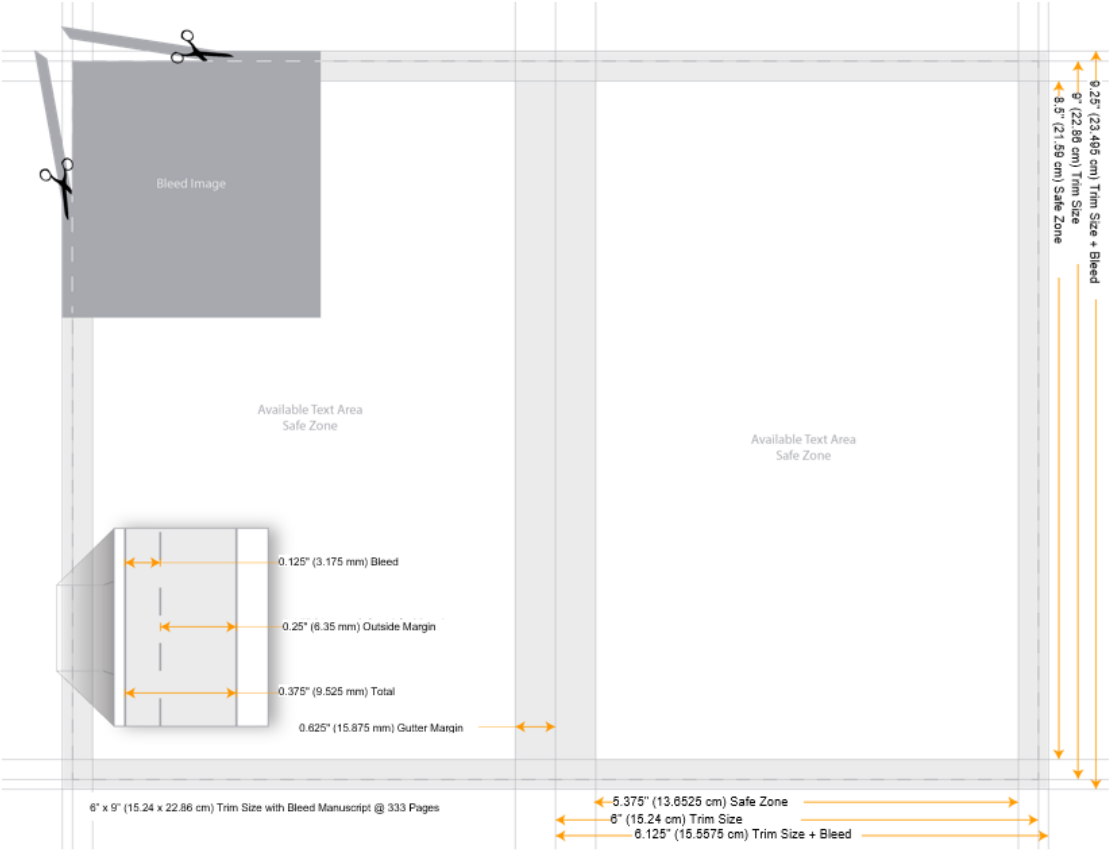 Bleed Image
9.25" (23.495 cm) Trim Size + Bleed
9" (22.86 cm) Trim Size
8.5" (21.59 cm) Safe Zone
Available Text Area
Safe Zone
Available Text Area
Safe Zone
0.125" (3.175 mm) Bleed
0.25" (6.35 mm) Outside Margin
0.375" (9.525 mm) Total
0.625" (15.875 mm) Gutter Margin
6" x 9" (15.24 x 22.86 cm) Trim Size with Bleed Manuscript @ 333 Pages
5.375" (13.6525 cm) Safe Zone
6" (15.24 cm) Trim Size
6.125" (15.5575 cm) Trim Size + Bleed